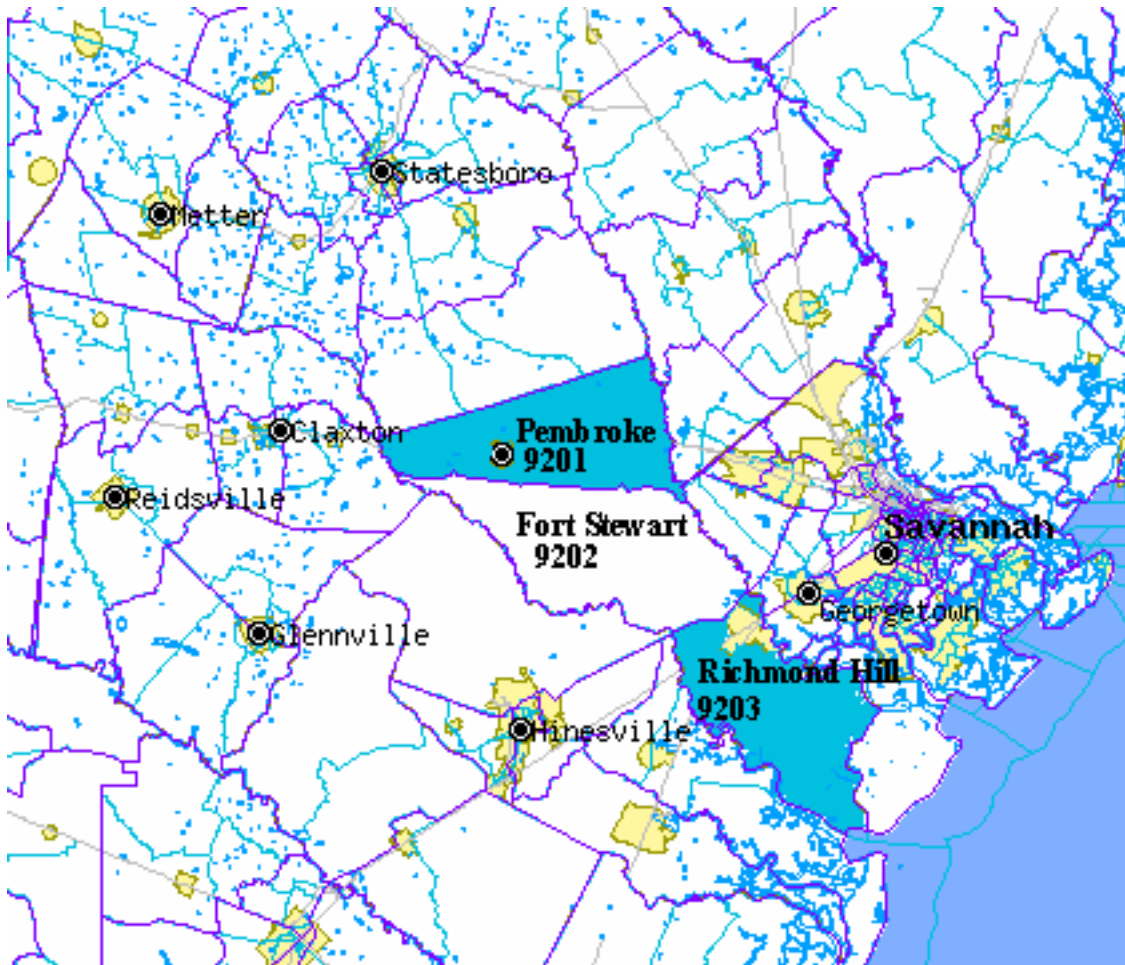 Statesboro
Metter
Pembroke
9201
Claxton
Reidsville
Fort Stewart
9202
Savannah
Georgetown
Glennville
Richmond Hill
9203
Hinesville